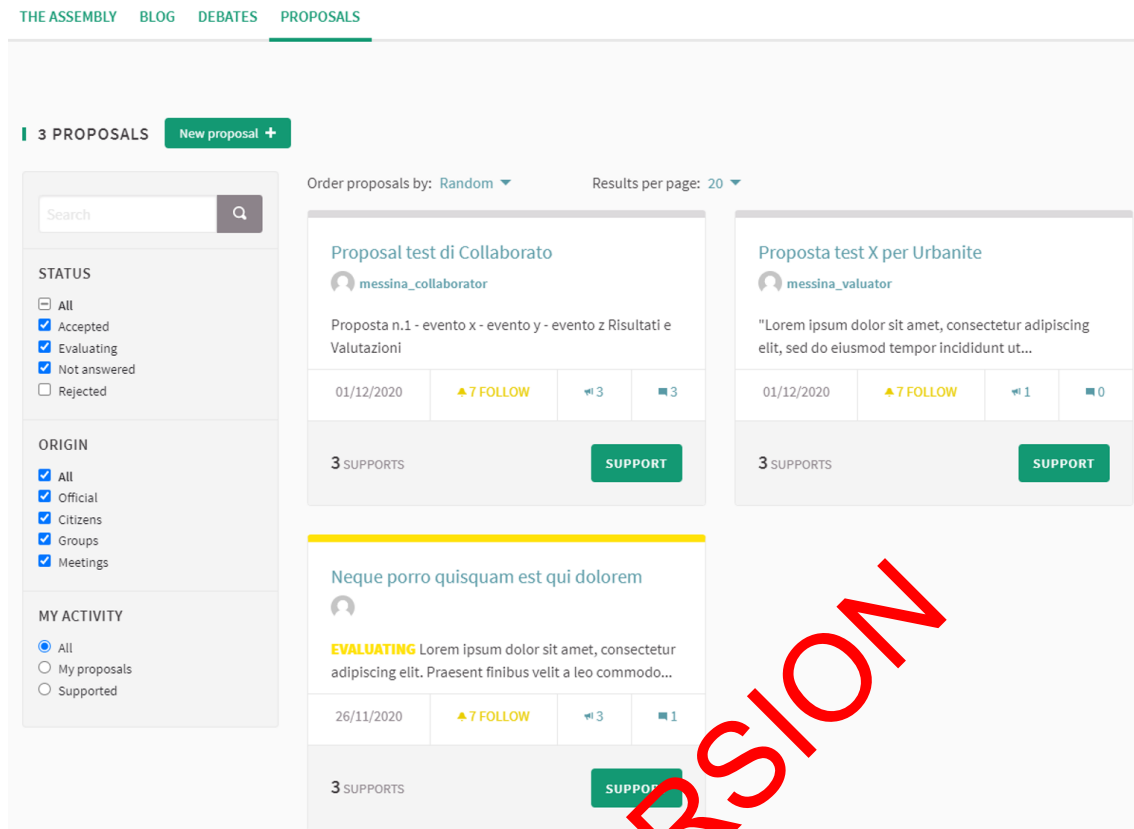 THE ASSEMBLY BLOG DEBATES PROPOSALS
3 PROPOSALS New proposal +
Order proposals by: Random Results per page: 20
Search
STATUS
All
Accepted
Evaluating
Not answered
Rejected
ORIGIN
All
Official
Citizens
Groups
Meetings
MY ACTIVITY
All
My proposals
Supported
Proposal test di Collaborato
messina_collaborator
Proposta n.1 - evento x - evento y - evento z Risultati e
Valutazioni
01/12/2020 7 FOLLOW 3 3
3 SUPPORTS SUPPORT
Proposta test X per Urbanite
messina_valuator
"Lorem ipsum dolor sit amet, consectetur adipiscing
elit, sed do eiusmod tempor incididunt ut...
01/12/2020 7 FOLLOW 1 0
3 SUPPORTS SUPPORT
Neque porro quisquam est qui dolorem
EVALUATING Lorem ipsum dolor sit amet, consectetur
adipiscing elit. Praesent finibus velit a leo commodo...
26/11/2020 7 FOLLOW 3 1
3 SUPPORTS
RSION